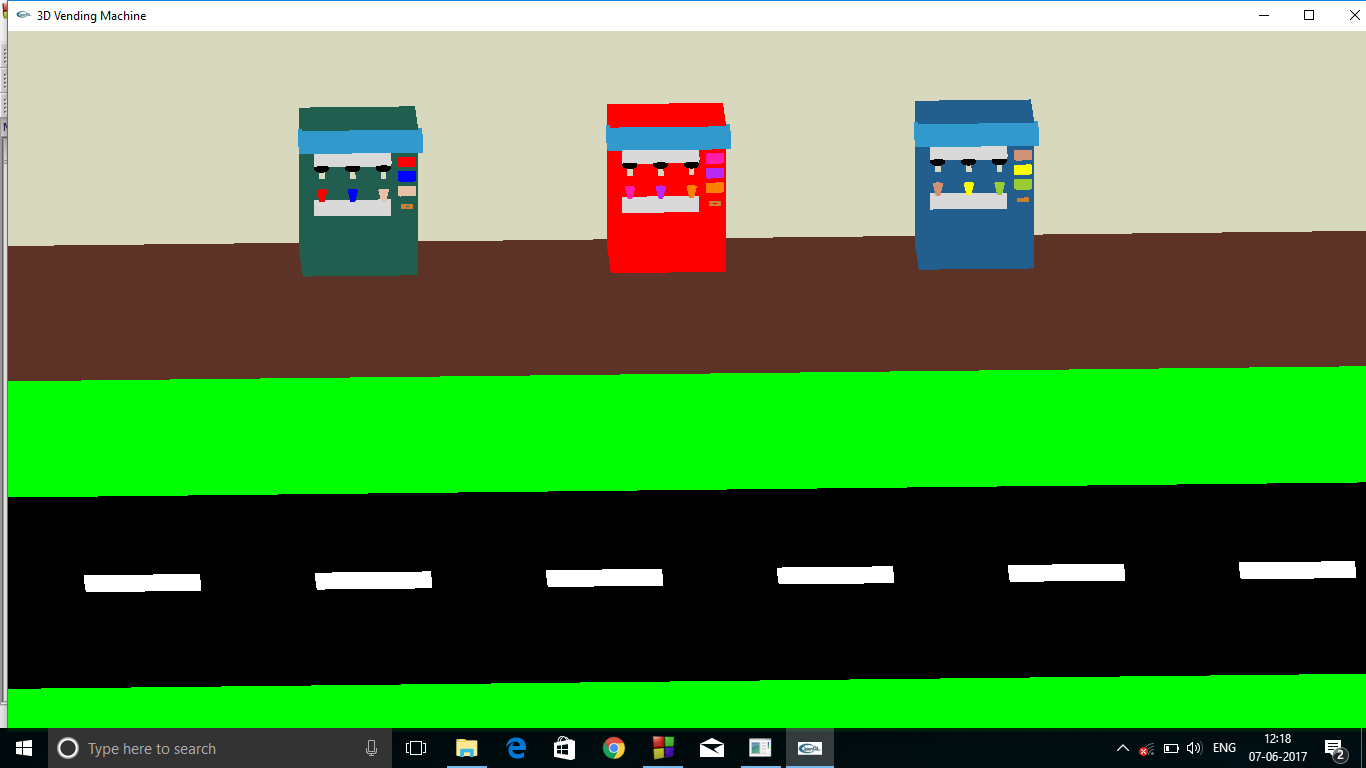 3D Vending Machine
Type here to search
ENG
12:18
07-06-2017
2